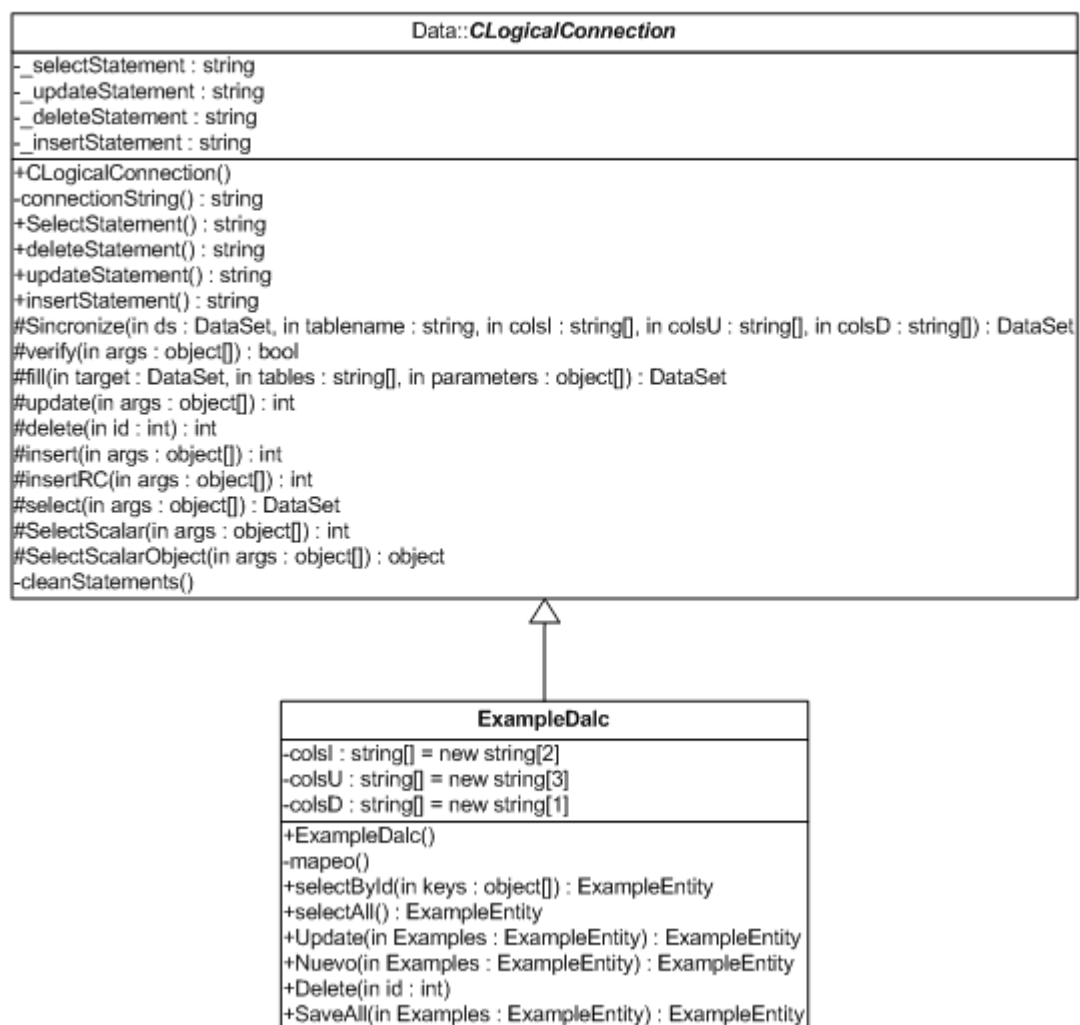 Data::CLogicalConnection
-_selectStatement : string
-_updateStatement : string
-_deleteStatement : string
-_insertStatement : string
+CLogicalConnection()
-connectionString() : string
+SelectStatement() : string
+deleteStatement() : string
+updateStatement() : string
+insertStatement() : string
#Sincronize(in ds : DataSet, in tablename : string, in colsI : string[], in colsU : string[], in colsD : string[]) : DataSet
#verify(in args : object[]) : bool
#fill(in target : DataSet, in tables : string[], in parameters : object[]) : DataSet
#update(in args : object[]) : int
#delete(in id : int) : int
#insert(in args : object[]) : int
#insertRC(in args : object[]) : int
#select(in args : object[]) : DataSet
#SelectScalar(in args : object[]) : int
#SelectScalarObject(in args : object[]) : object
-cleanStatements()
ExampleDalc
-colsI : string[] = new string[2]
-colsU : string[] = new string[3]
-colsD : string[] = new string[1]
+ExampleDalc()
-mapeo()
+selectById(in keys : object[]) : ExampleEntity
+selectAll() : ExampleEntity
+Update(in Examples : ExampleEntity) : ExampleEntity
+Nuevo(in Examples : ExampleEntity) : ExampleEntity
+Delete(in id : int)
+SaveAll(in Examples : ExampleEntity) : ExampleEntity